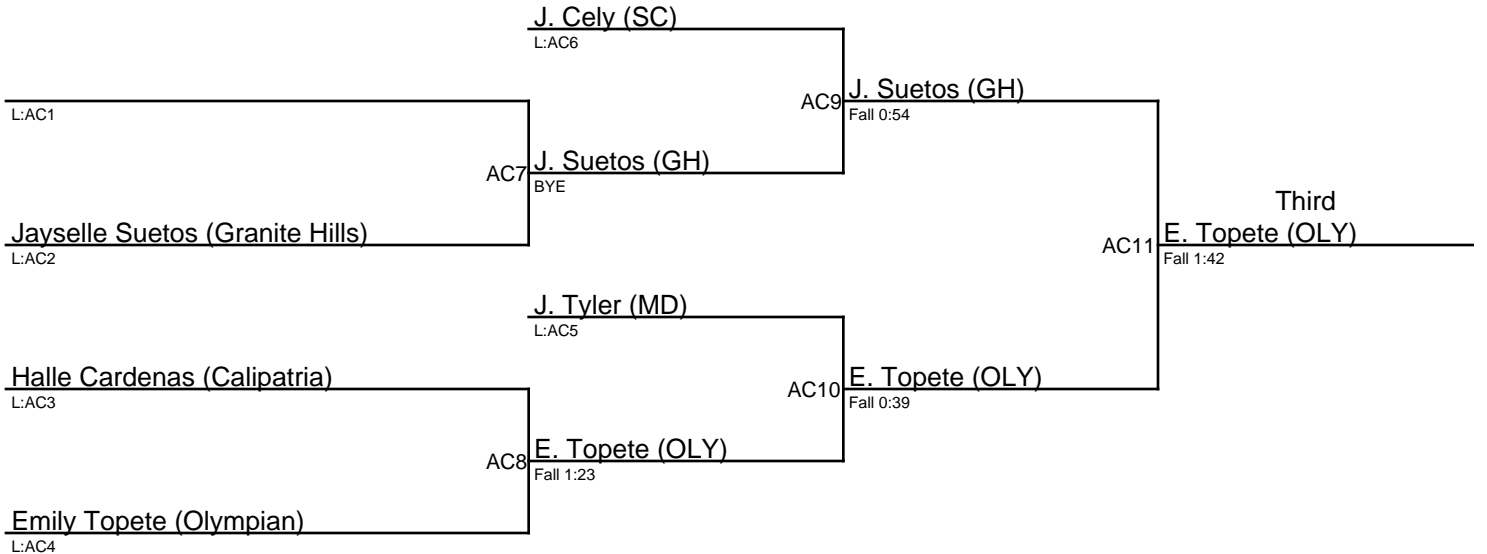 J. Cely (SC)
L:AC6
L:AC1
AC9
J. Suetos (GH)
Fall 0:54
AC7
J. Suetos (GH)
BYE
Jayselle Suetos (Granite Hills)
L:AC2
Third
AC11
E. Topete (OLY)
Fall 1:42
J. Tyler (MD)
L:AC5
Halle Cardenas (Calipatria)
L:AC3
AC10
E. Topete (OLY)
Fall 0:39
AC8
E. Topete (OLY)
Fall 1:23
Emily Topete (Olympian)
L:AC4